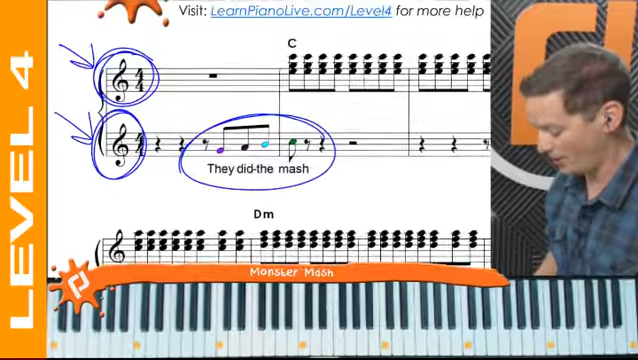 Visit: LearnPianoLive.com/Level4 for more help
LEVEL 4
C
They did-the mash
Dm
Monster Mash